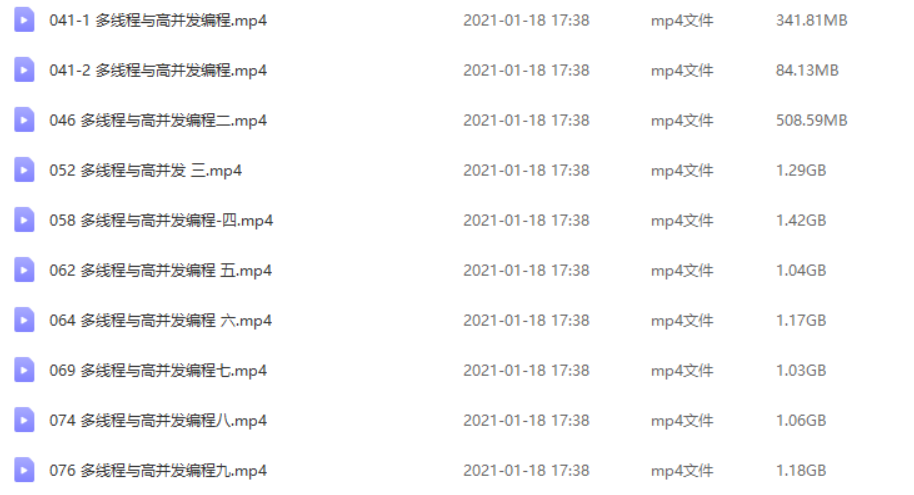 041-1 多线程与高并发编程.mp4 2021-01-18 17:38 mp4文件 341.81MB
041-2 多线程与高并发编程.mp4 2021-01-18 17:38 mp4文件 84.13MB
046 多线程与高并发编程二.mp4 2021-01-18 17:38 mp4文件 508.59MB
052 多线程与高并发 三.mp4 2021-01-18 17:38 mp4文件 1.29GB
058 多线程与高并发编程-四.mp4 2021-01-18 17:38 mp4文件 1.42GB
062 多线程与高并发编程 五.mp4 2021-01-18 17:38 mp4文件 1.04GB
064 多线程与高并发编程 六.mp4 2021-01-18 17:38 mp4文件 1.17GB
069 多线程与高并发编程七.mp4 2021-01-18 17:38 mp4文件 1.03GB
074 多线程与高并发编程八.mp4 2021-01-18 17:38 mp4文件 1.06GB
076 多线程与高并发编程九.mp4 2021-01-18 17:38 mp4文件 1.18GB